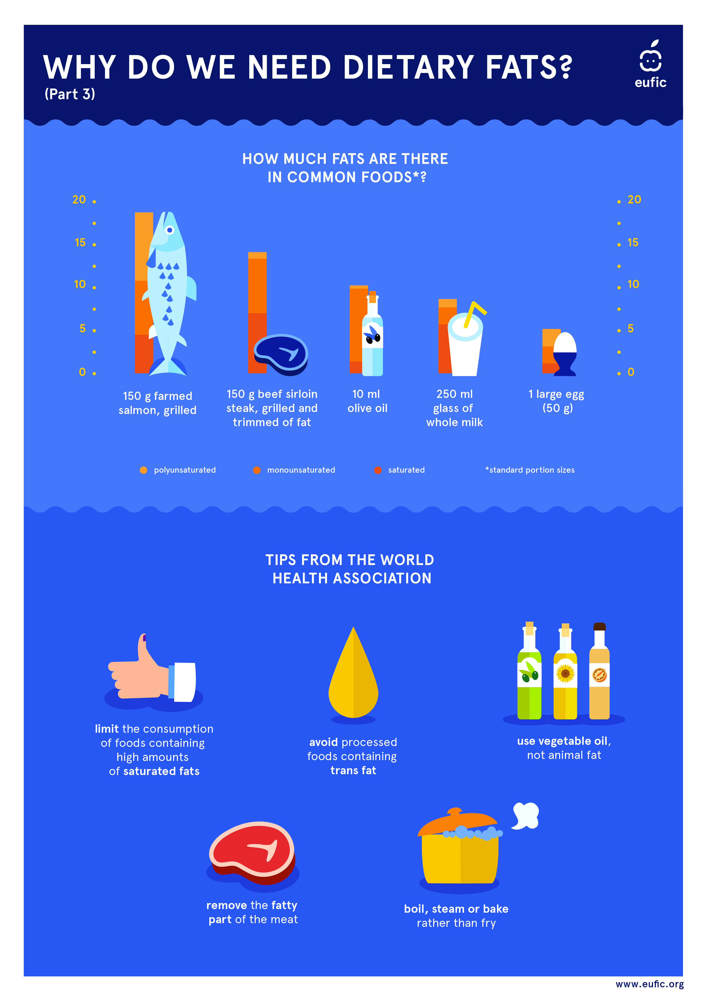 WHY DO WE NEED DIETARY FATS?
(Part 3)
eufic
HOW MUCH FATS ARE THERE
IN COMMON FOODS*?
20
15
10
5
0
20
15
10
5
0
150 g farmed
salmon, grilled
150 g beef sirloin
steak, grilled and
trimmed of fat
10 ml
olive oil
250 ml
glass of
whole milk
1 large egg
(50 g)
polyunsaturated
monounsaturated
saturated
*standard portion sizes
TIPS FROM THE WORLD
HEALTH ASSOCIATION
limit the consumption
of foods containing
high amounts
of saturated fats
avoid processed
foods containing
trans fat
use vegetable oil,
not animal fat
remove the fatty
part of the meat
boil, steam or bake
rather than fry
www.eufic.org